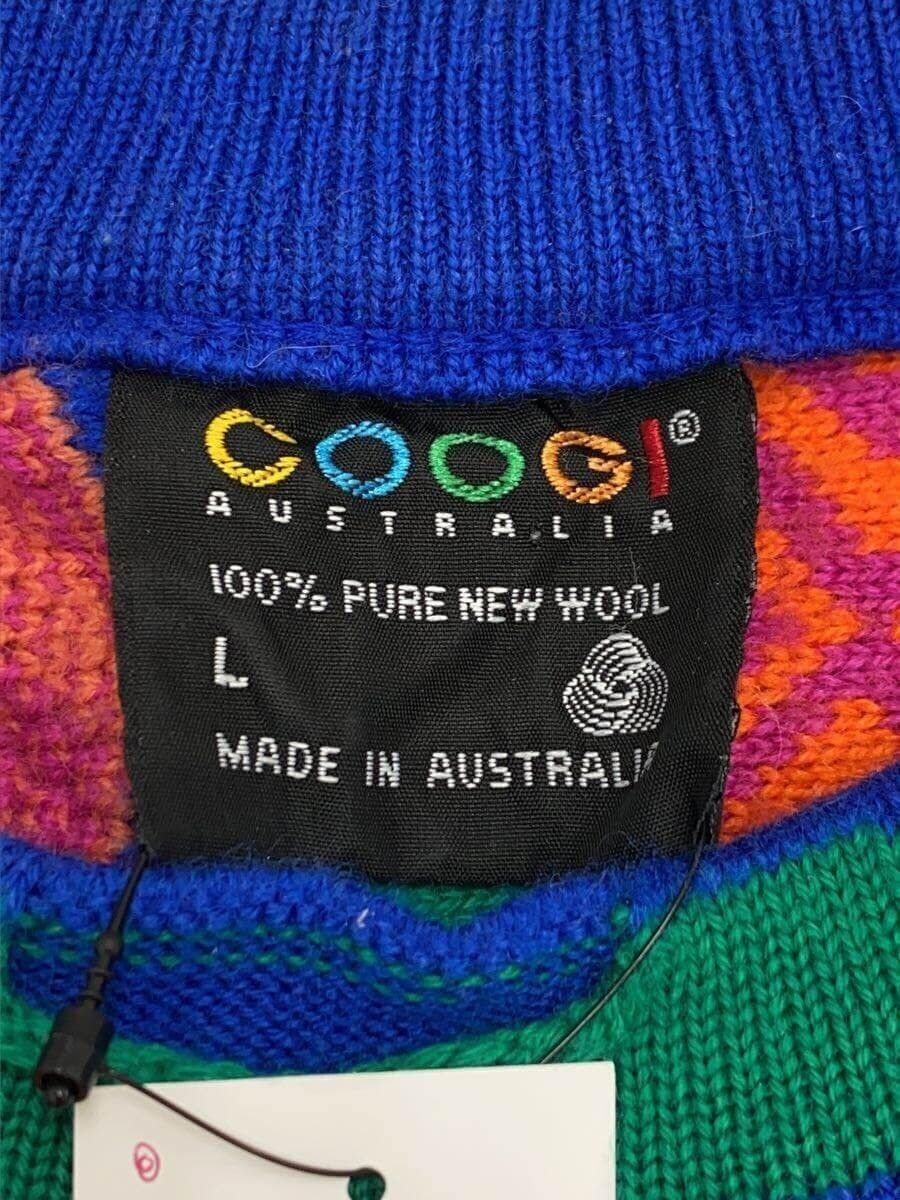 COOGI®
AUSTRALIA
100% PURE NEW WOOL
L
MADE IN AUSTRALIA